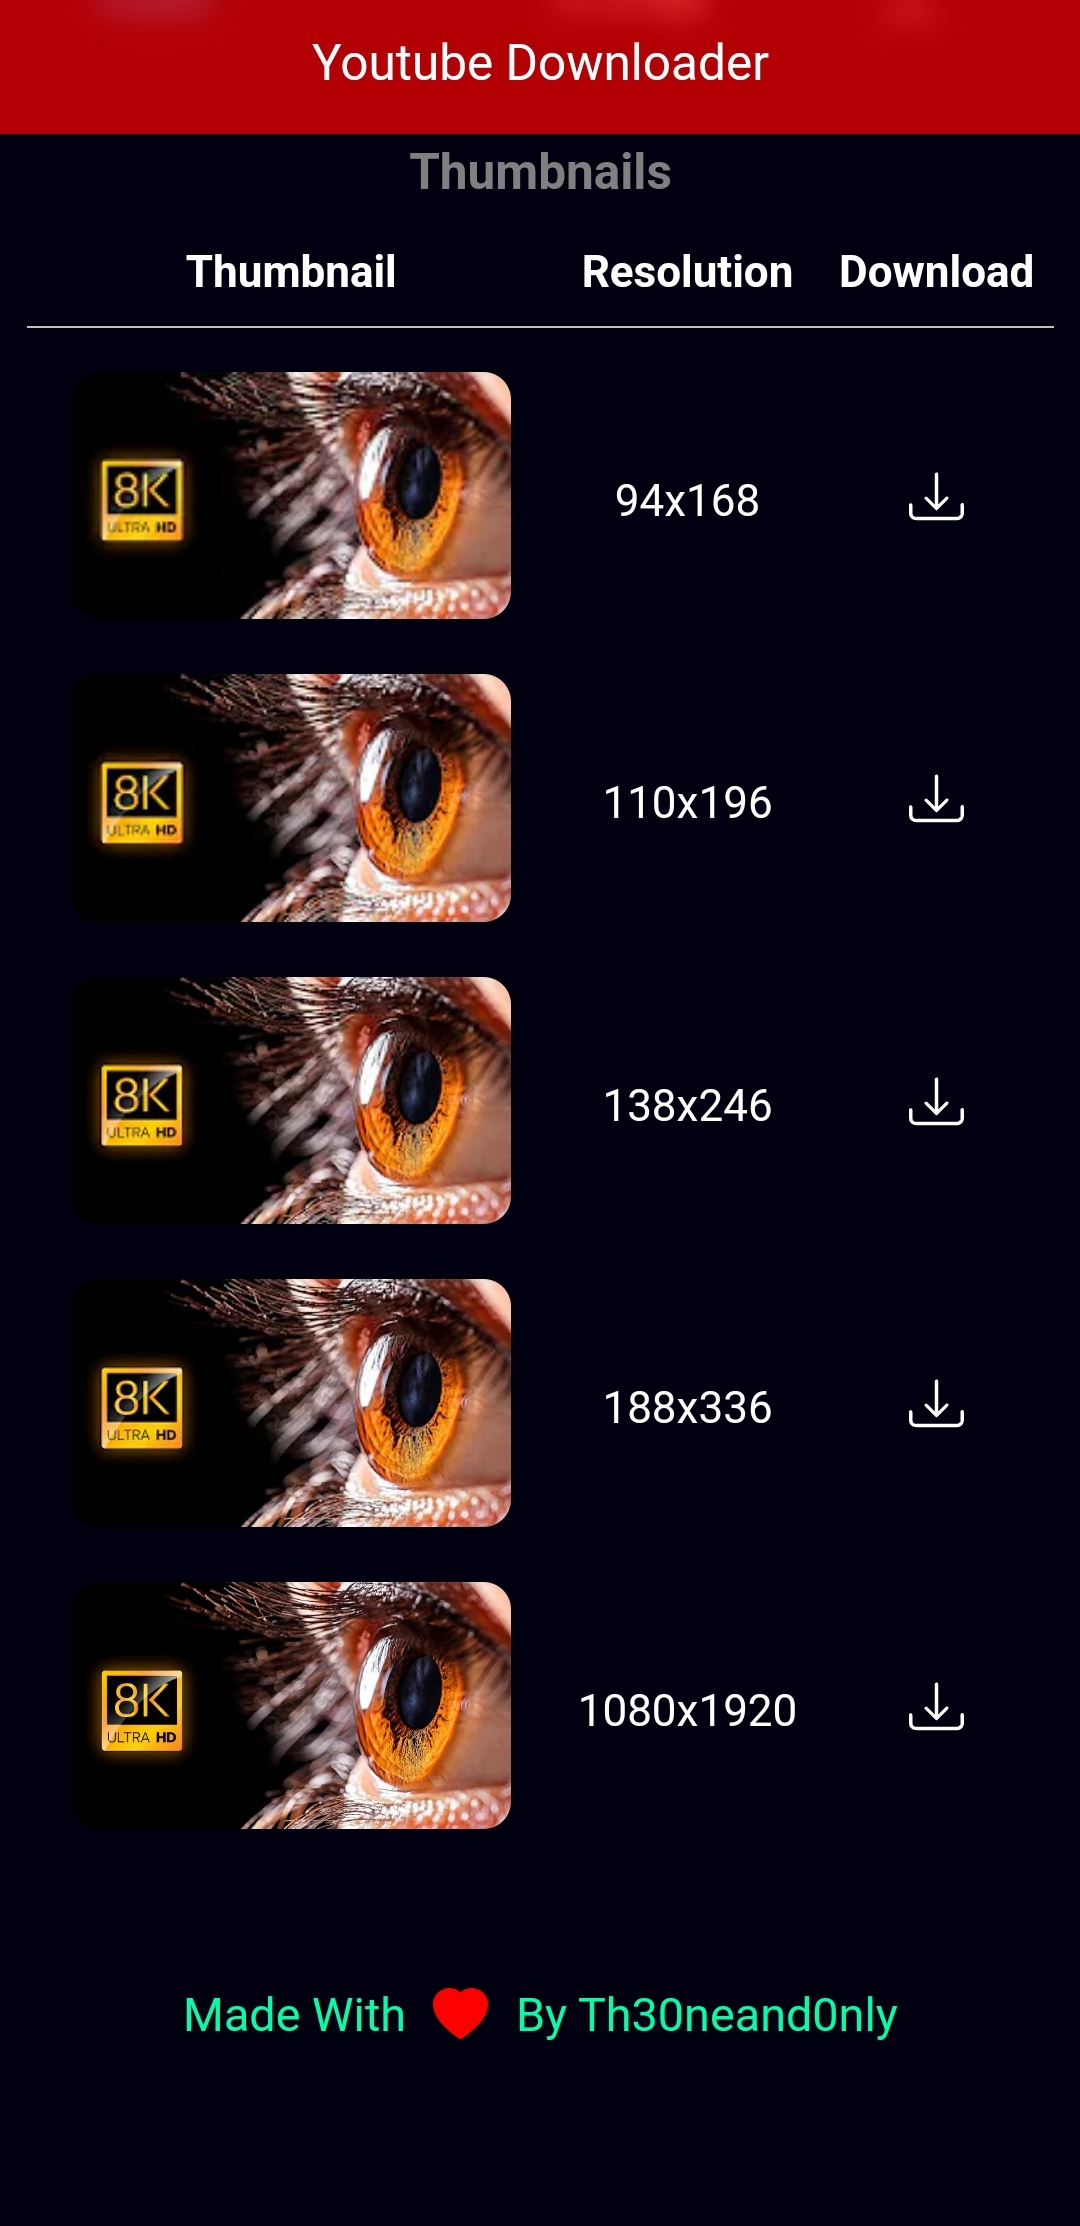 Youtube Downloader
Thumbnails
Thumbnail Resolution Download
8K
ULTRA HD
94x168
8K
ULTRA HD
110x196
8K
ULTRA HD
138x246
8K
ULTRA HD
188x336
8K
ULTRA HD
1080x1920
Made With By Th30neand0nly